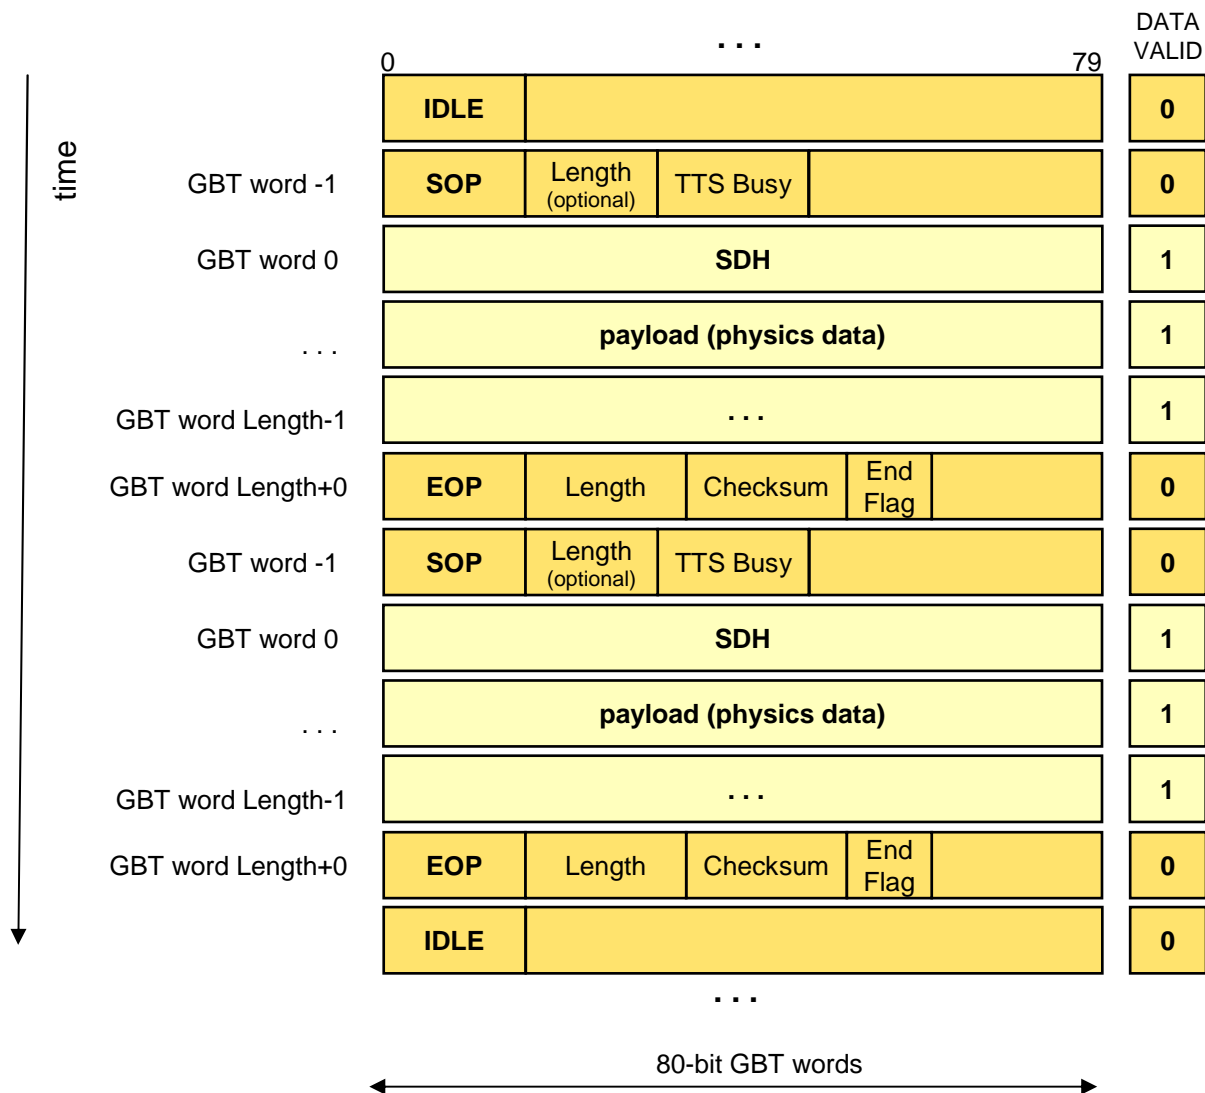 DATA
VALID
. . .
0 79
time
IDLE 0
GBT word -1 SOP Length (optional) TTS Busy 0
GBT word 0 SDH 1
. . . payload (physics data) 1
GBT word Length-1 . . . 1
GBT word Length+0 EOP Length Checksum End Flag 0
GBT word -1 SOP Length (optional) TTS Busy 0
GBT word 0 SDH 1
. . . payload (physics data) 1
GBT word Length-1 . . . 1
GBT word Length+0 EOP Length Checksum End Flag 0
IDLE 0
. . .
80-bit GBT words